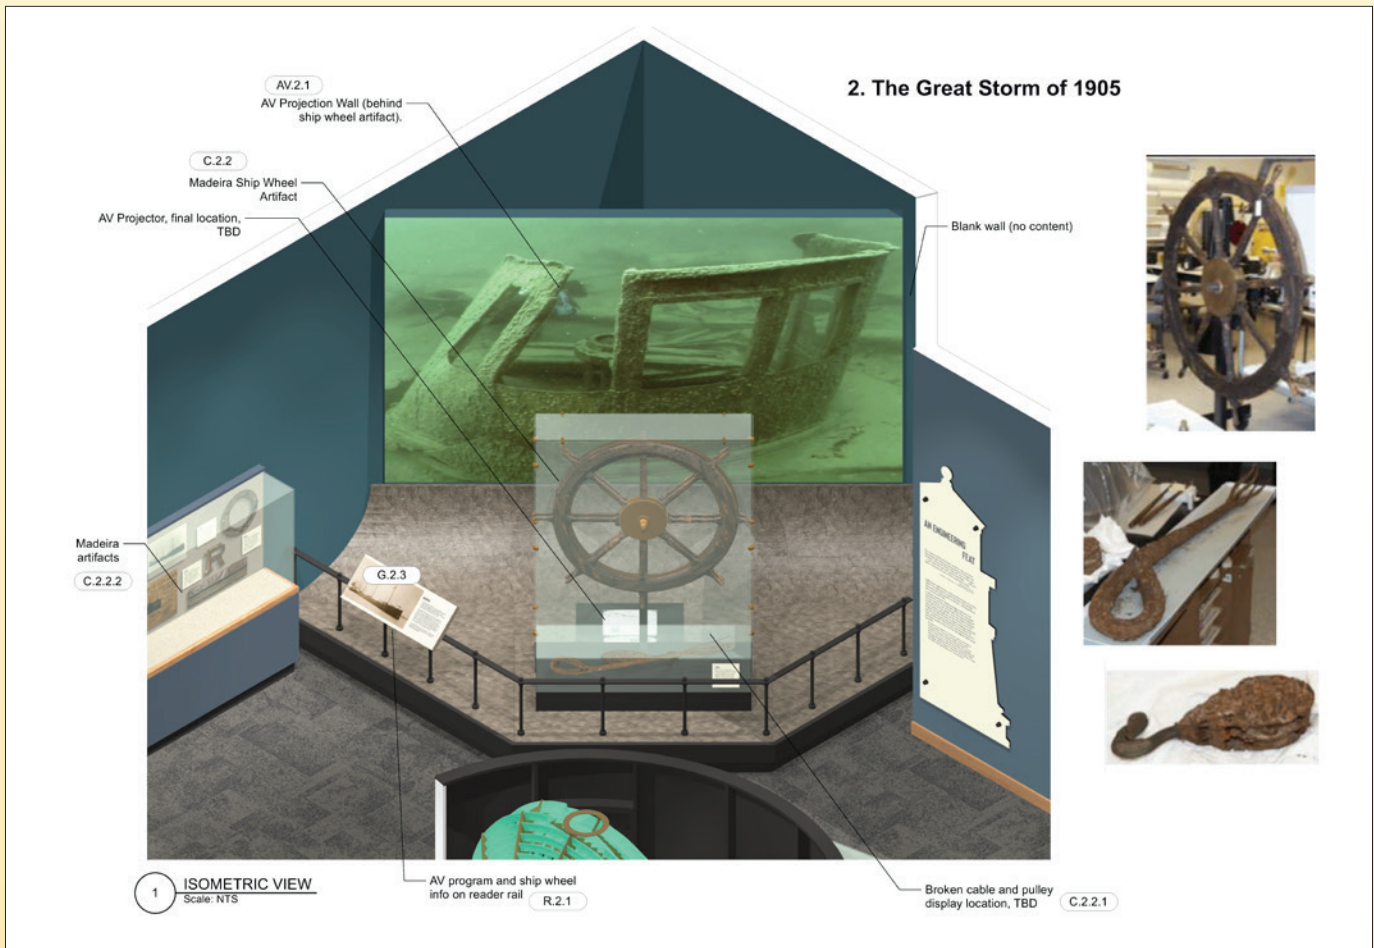 2. The Great Storm of 1905
AV.2.1
AV Projection Wall (behind
ship wheel artifact).
C.2.2
Madeira Ship Wheel
Artifact
AV Projector, final location,
TBD
Blank wall (no content)
Madeira
artifacts
C.2.2.2
G.2.3
R
AN ENGINEERING
FEAT
1
ISOMETRIC VIEW
Scale: NTS
AV program and ship wheel
info on reader rail
R.2.1
Broken cable and pulley
display location, TBD
C.2.2.1